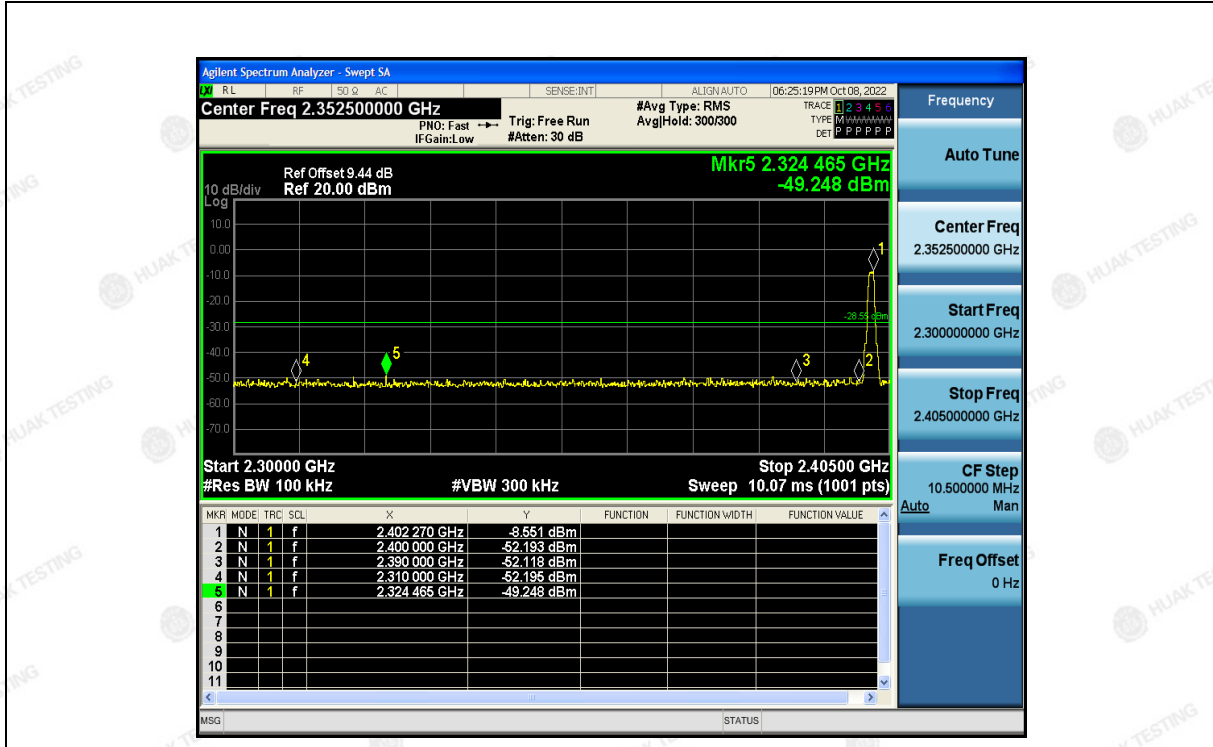 Agilent Spectrum Analyzer - Swept SA
LXI RL RF 50 Ω AC SENSE:INT ALIGN AUTO 06:25:19 PM Oct 08, 2022
Center Freq 2.352500000 GHz
PNO: Fast
IFGain:Low
Trig: Free Run
#Atten: 30 dB
#Avg Type: RMS
Avg|Hold: 300/300
TRACE 1 2 3 4 5 6
TYPE M WWWWW
DET P P P P P P
Mkr5 2.324 465 GHz
-49.248 dBm
Ref Offset 9.44 dB
10 dB/div Ref 20.00 dBm
Log
10.0
0.00
-10.0
-20.0
-30.0
-40.0
-50.0
-60.0
-70.0
1
-28.55 dBm
4
5
3
2
Start 2.30000 GHz Stop 2.40500 GHz
#Res BW 100 kHz #VBW 300 kHz Sweep 10.07 ms (1001 pts)
MKR MODE TRC SCL X Y FUNCTION FUNCTION WIDTH FUNCTION VALUE
1 N 1 f 2.402 270 GHz -8.551 dBm
2 N 1 f 2.400 000 GHz -52.193 dBm
3 N 1 f 2.390 000 GHz -52.118 dBm
4 N 1 f 2.310 000 GHz -52.195 dBm
5 N 1 f 2.324 465 GHz -49.248 dBm
6
7
8
9
10
11
MSG STATUS
Frequency
Auto Tune
Center Freq
2.352500000 GHz
Start Freq
2.300000000 GHz
Stop Freq
2.405000000 GHz
CF Step
10.500000 MHz
Auto Man
Freq Offset
0 Hz
HUAK TESTING
HUAK TESTING
HUAK TESTING